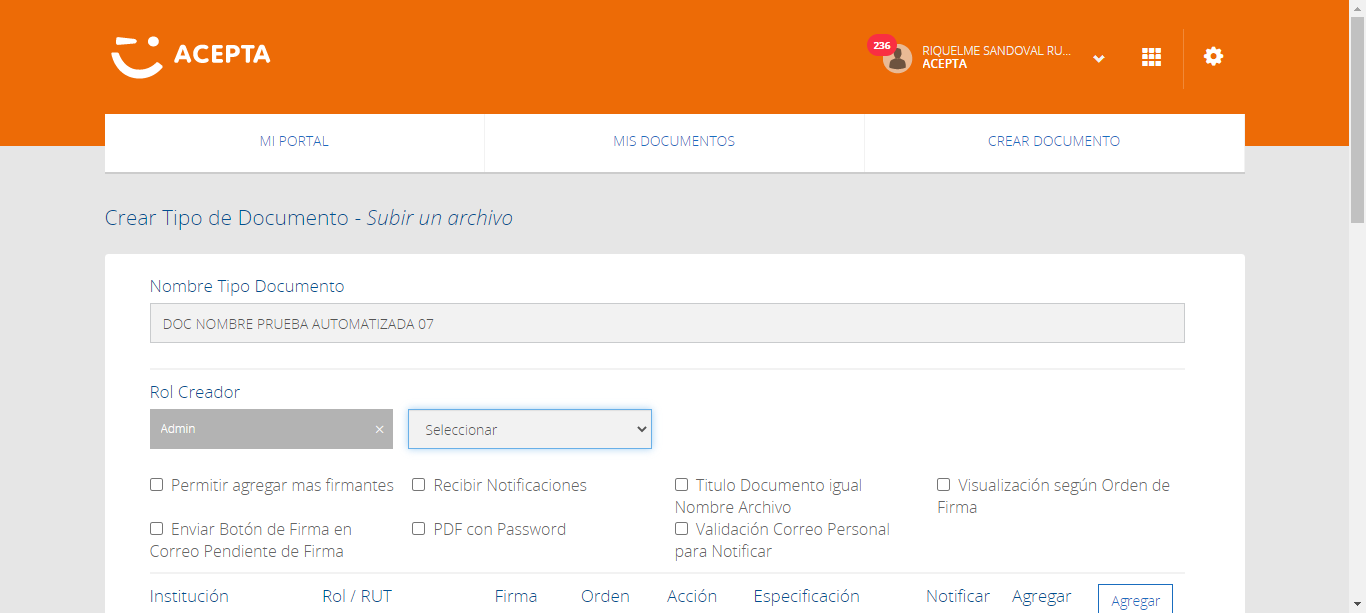 ACEPTA
236
RIQUELME SANDOVAL RU...
ACEPTA
MI PORTAL
MIS DOCUMENTOS
CREAR DOCUMENTO
Crear Tipo de Documento - Subir un archivo
Nombre Tipo Documento
DOC NOMBRE PRUEBA AUTOMATIZADA 07
Rol Creador
Admin ×
Seleccionar
Permitir agregar mas firmantes
Recibir Notificaciones
Titulo Documento igual
Nombre Archivo
Visualización según Orden de
Firma
Enviar Botón de Firma en
Correo Pendiente de Firma
PDF con Password
Validación Correo Personal
para Notificar
Institución Rol / RUT Firma Orden Acción Especificación Notificar Agregar Agregar